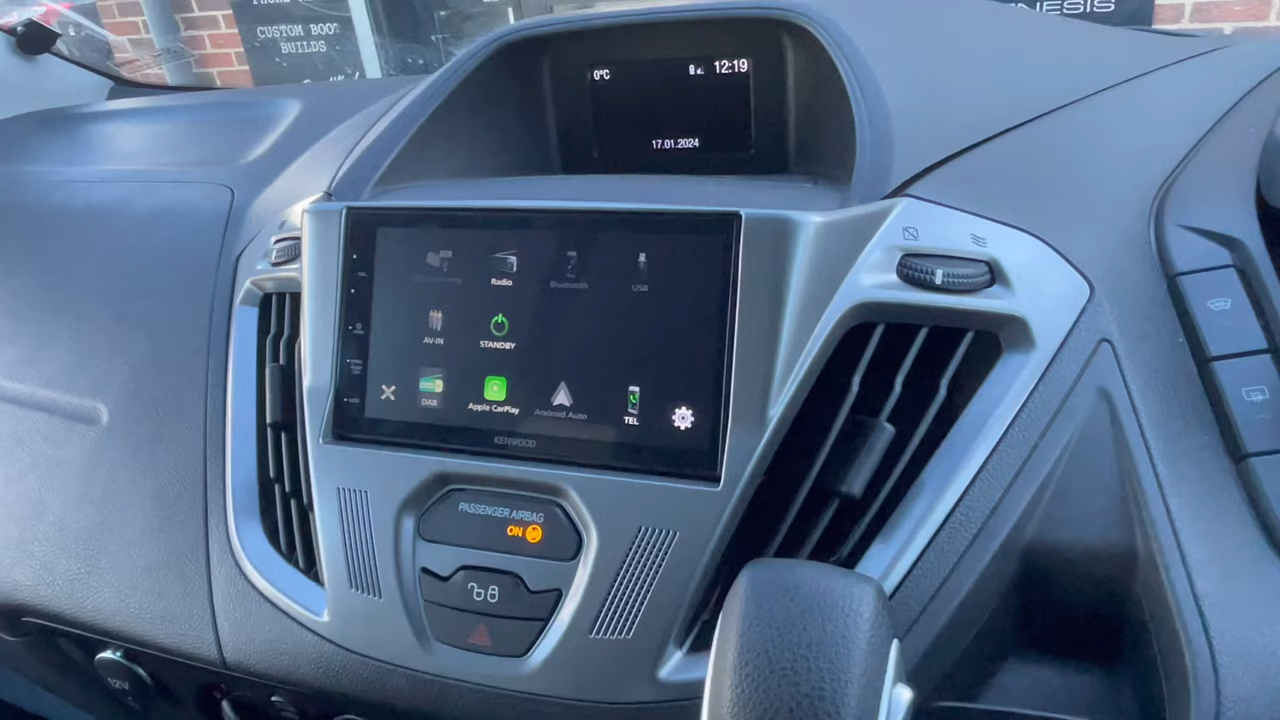 CUSTOM BOOT
BUILDS
NESIS
0°C
12:19
17.01.2024
Radio
Bluetooth
USB
AV-IN
STANDBY
DAB
Apple CarPlay
Android Auto
TEL
KENWOOD
PASSENGER AIRBAG
ON
12V